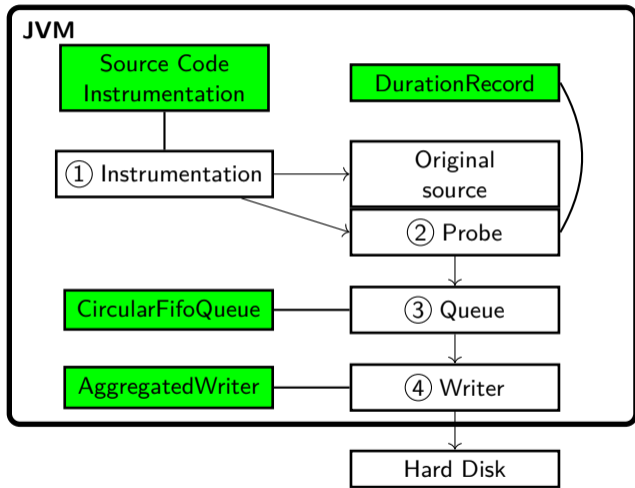 JVM
Source Code
Instrumentation
DurationRecord
① Instrumentation
Original
source
② Probe
CircularFifoQueue
③ Queue
AggregatedWriter
④ Writer
Hard Disk